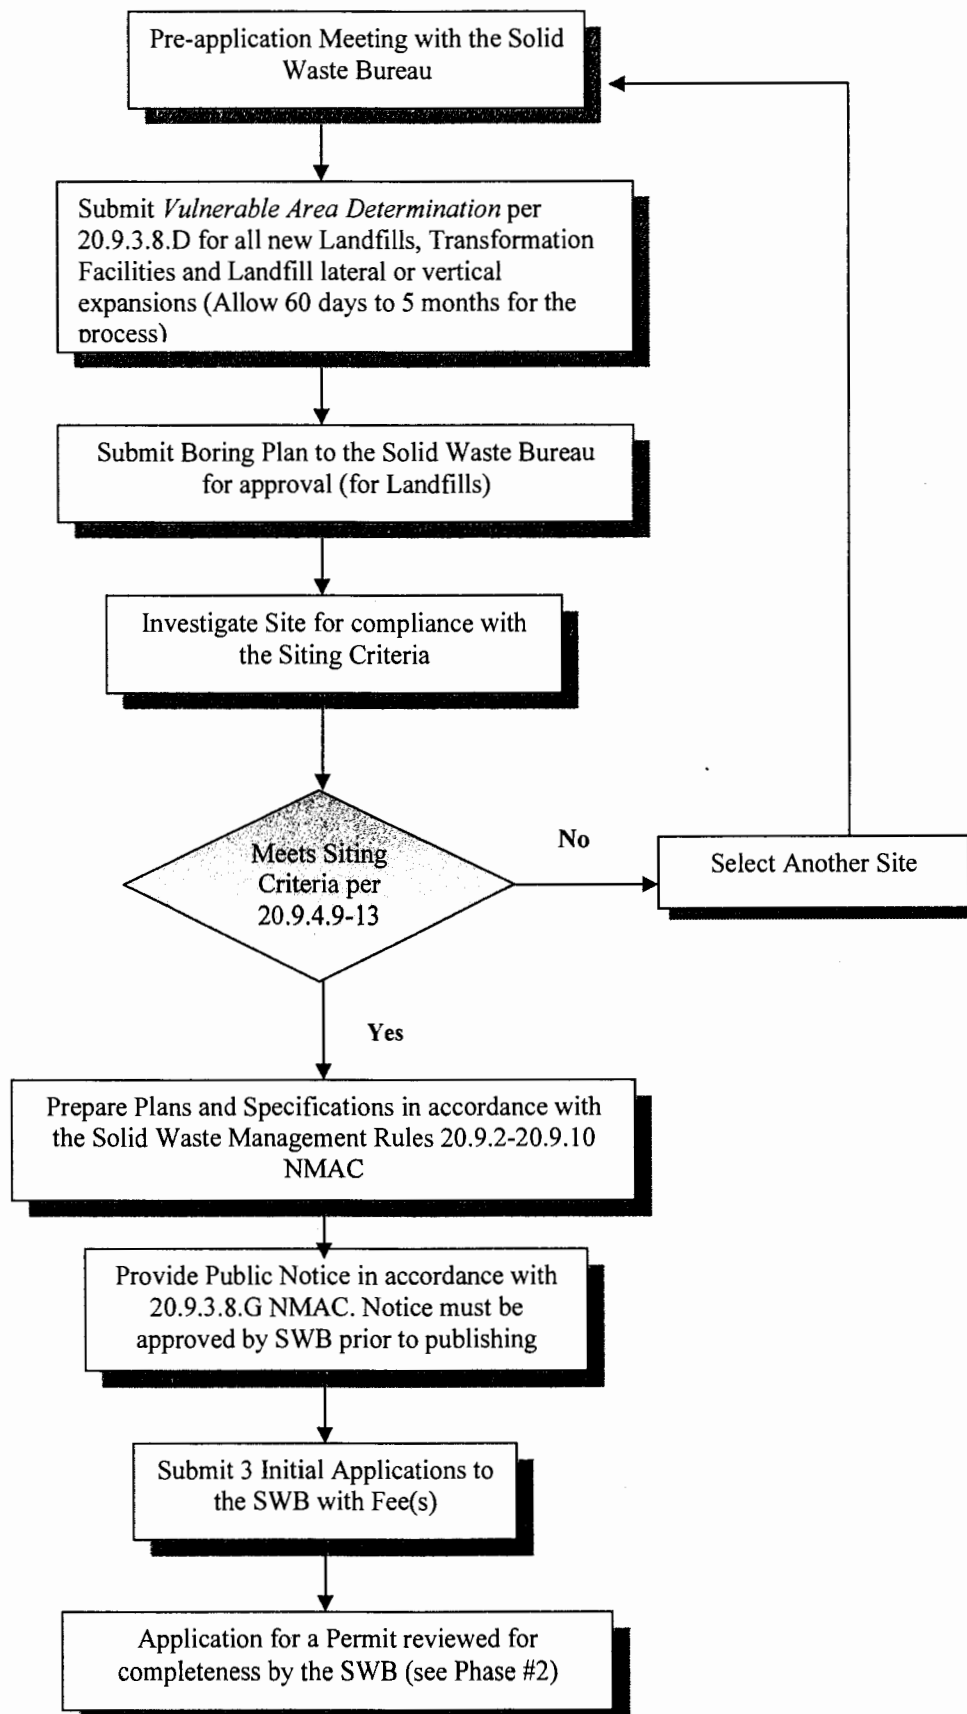 Pre-application Meeting with the Solid
Waste Bureau
Submit Vulnerable Area Determination per
20.9.3.8.D for all new Landfills, Transformation
Facilities and Landfill lateral or vertical
expansions (Allow 60 days to 5 months for the
process)
Submit Boring Plan to the Solid Waste Bureau
for approval (for Landfills)
Investigate Site for compliance with
the Siting Criteria
Meets Siting
Criteria per
20.9.4.9-13
No
Select Another Site
Yes
Prepare Plans and Specifications in accordance with
the Solid Waste Management Rules 20.9.2-20.9.10
NMAC
Provide Public Notice in accordance with
20.9.3.8.G NMAC. Notice must be
approved by SWB prior to publishing
Submit 3 Initial Applications to
the SWB with Fee(s)
Application for a Permit reviewed for
completeness by the SWB (see Phase #2)